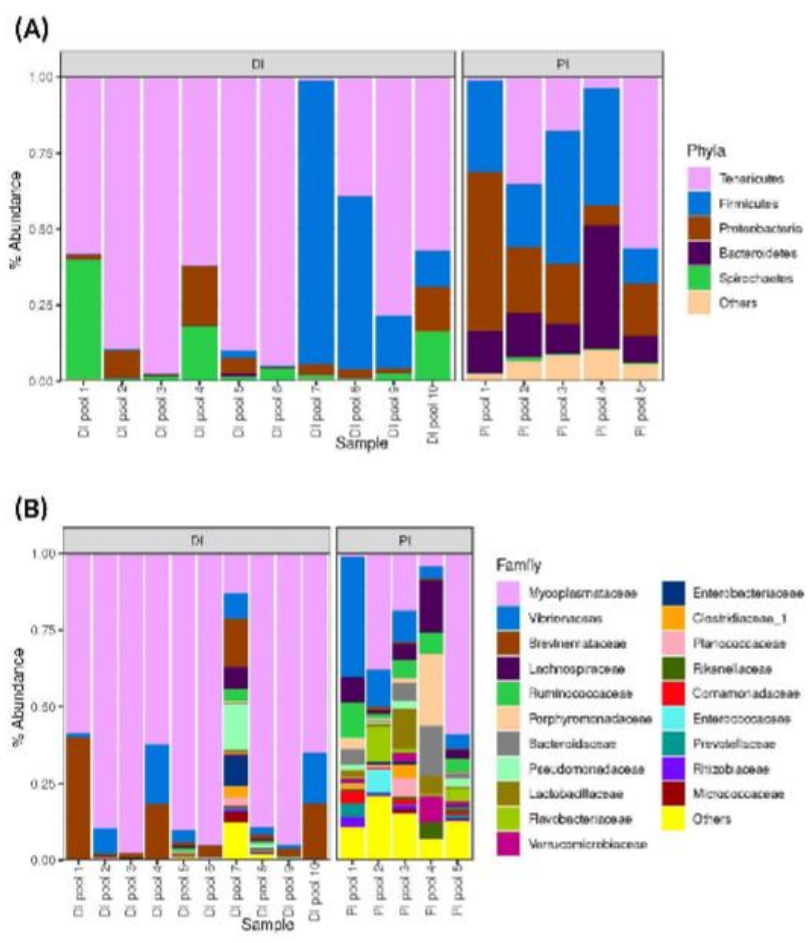 (A)
DI
PI
1.00
0.75
0.50
0.25
0.00
% Abundance
DI pool 1
DI pool 2
DI pool 3
DI pool 4
DI pool 5
DI pool 6
DI pool 7
DI pool 8
DI pool 9
DI pool 10
PI pool 1
PI pool 2
PI pool 3
PI pool 4
PI pool 5
Sample
Phyla
Tenericutes
Firmicutes
Proteobacteria
Bacteroidetes
Spirochaetes
Others
(B)
DI
PI
1.00
0.75
0.50
0.25
0.00
% Abundance
DI pool 1
DI pool 2
DI pool 3
DI pool 4
DI pool 5
DI pool 6
DI pool 7
DI pool 8
DI pool 9
DI pool 10
PI pool 1
PI pool 2
PI pool 3
PI pool 4
PI pool 5
Sample
Family
Mycoplasmataceae
Vibrionaceae
Brevinemataceae
Lachnospiraceae
Ruminococcaceae
Porphyromonadaceae
Bacteroidaceae
Pseudomonadaceae
Lactobacillaceae
Flavobacteriaceae
Verrucomicrobiaceae
Enterobacteriaceae
Clostridiaceae_1
Planococcaceae
Rikenellaceae
Comamonadaceae
Enterococcaceae
Prevotellaceae
Rhizobiaceae
Micrococcaceae
Others